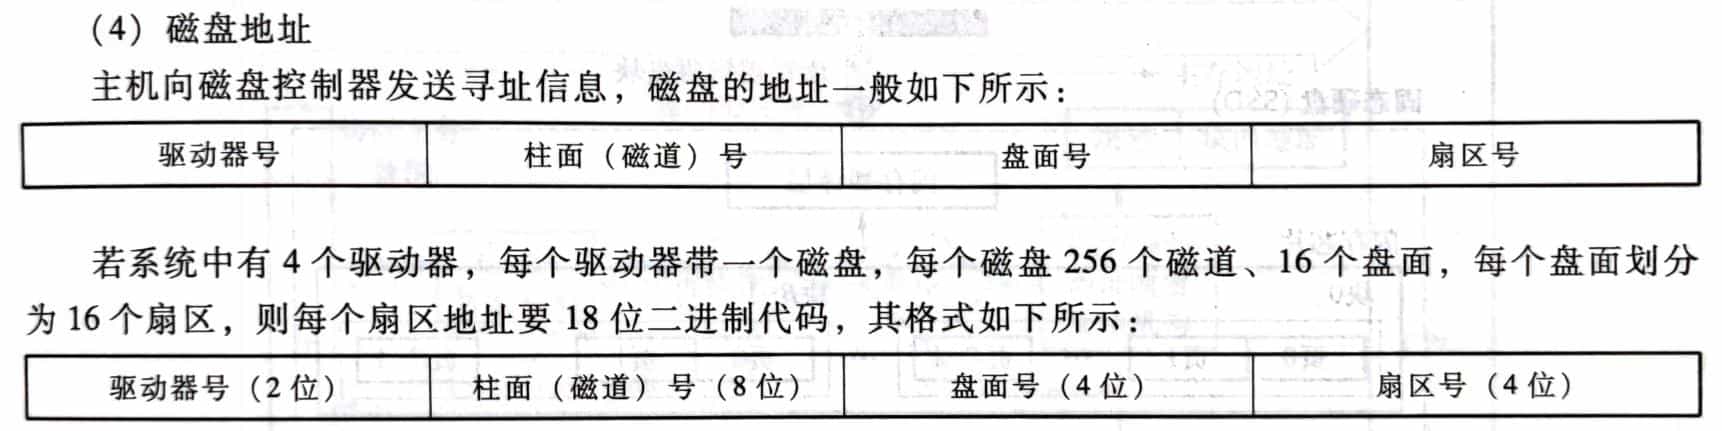 （4）磁盘地址
主机向磁盘控制器发送寻址信息，磁盘的地址一般如下所示：
驱动器号 柱面（磁道）号 盘面号 扇区号
若系统中有 4 个驱动器，每个驱动器带一个磁盘，每个磁盘 256 个磁道、16 个盘面，每个盘面划分
为 16 个扇区，则每个扇区地址要 18 位二进制代码，其格式如下所示：
驱动器号（2 位） 柱面（磁道）号（8 位） 盘面号（4 位） 扇区号（4 位）